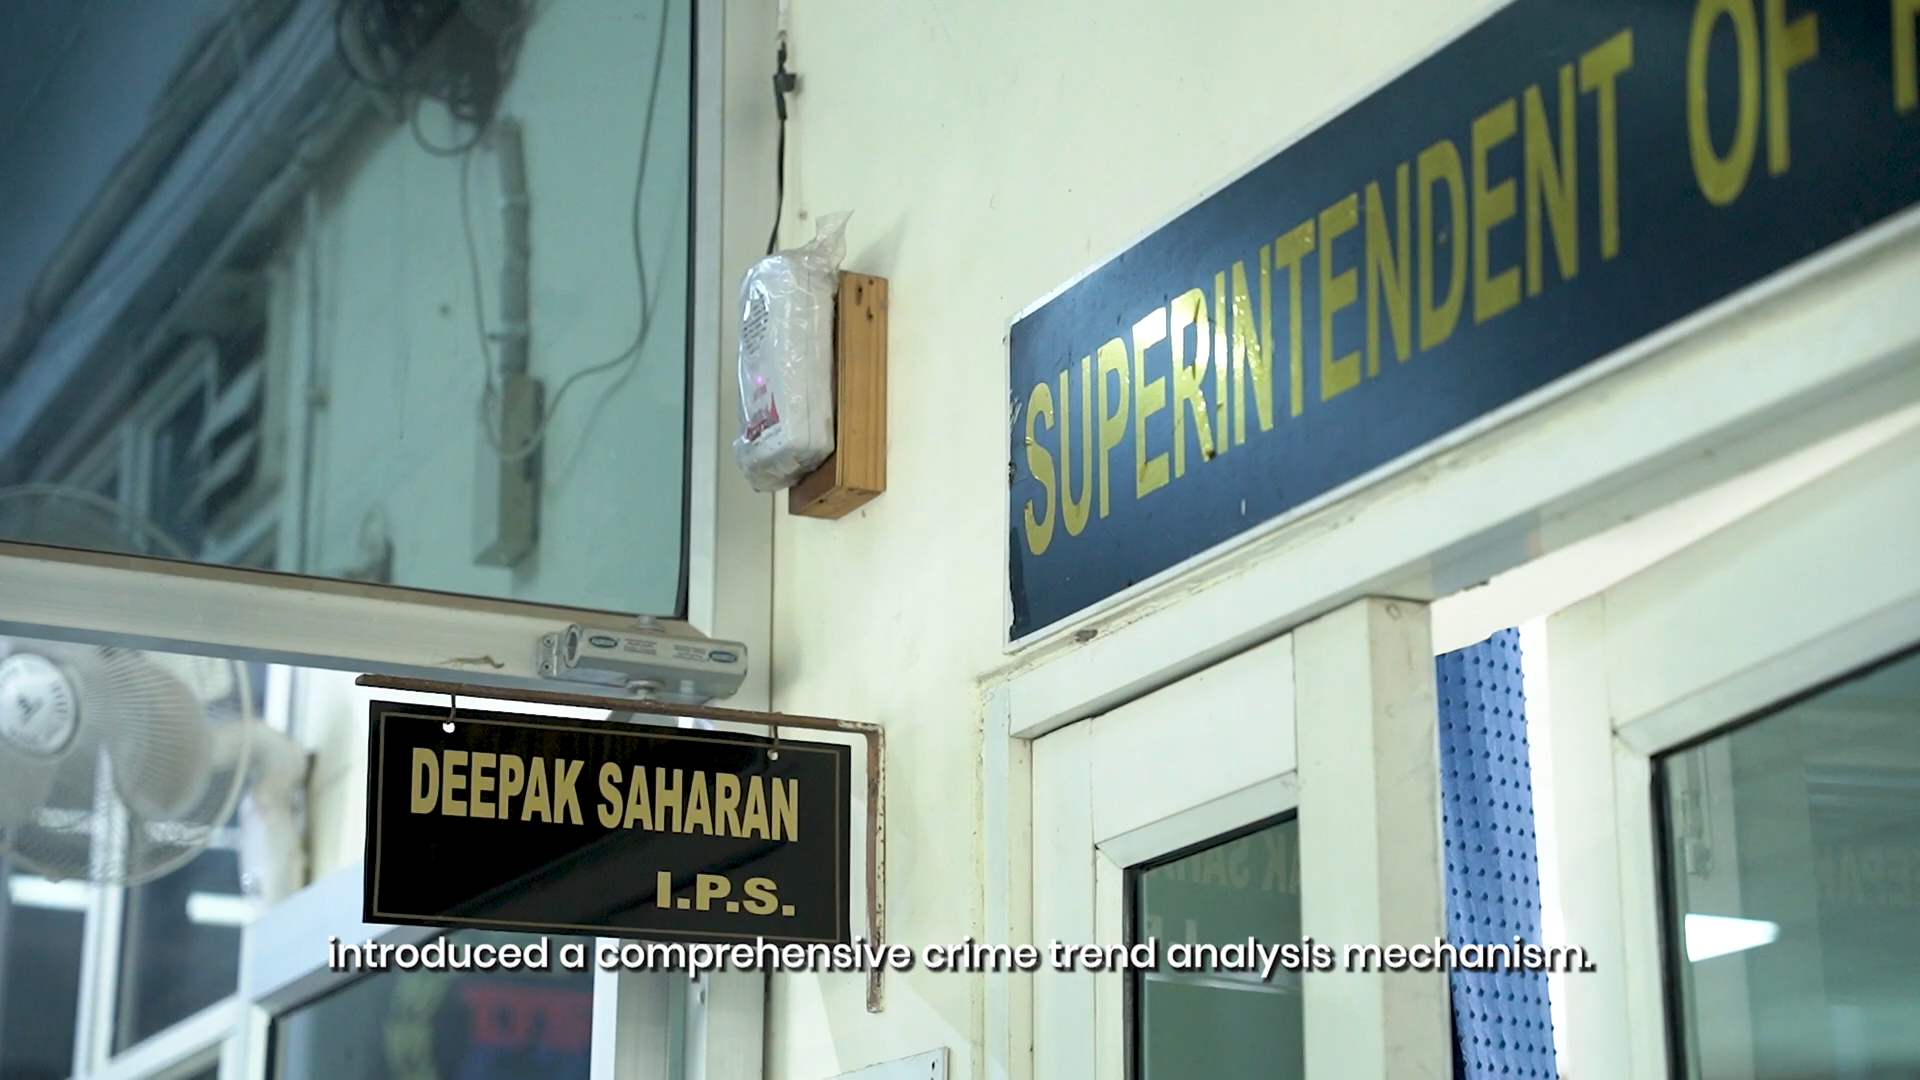 SUPERINTENDENT OF
DEEPAK SAHARAN
I.P.S.
introduced a comprehensive crime trend analysis mechanism.